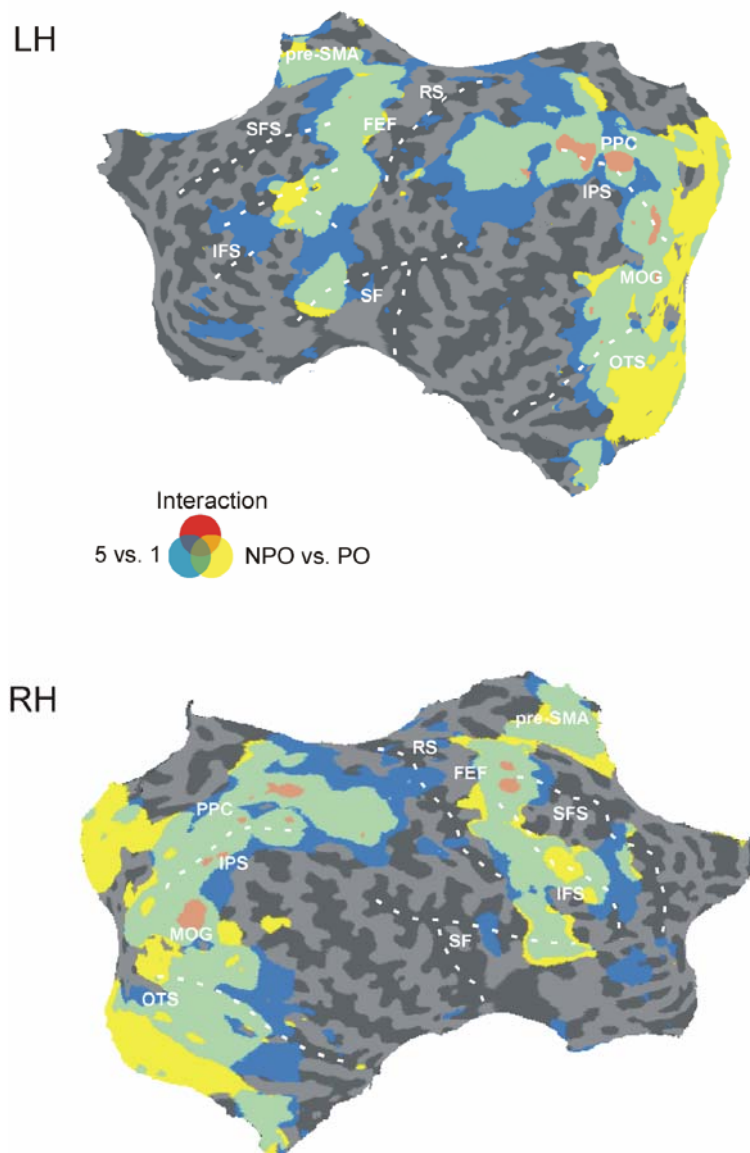 LH
pre-SMA
RS
SFS
FEF
PPC
IPS
IFS
MOG
SF
OTS
Interaction
5 vs. 1
NPO vs. PO
RH
pre-SMA
RS
FEF
PPC
SFS
IPS
IFS
MOG
SF
OTS